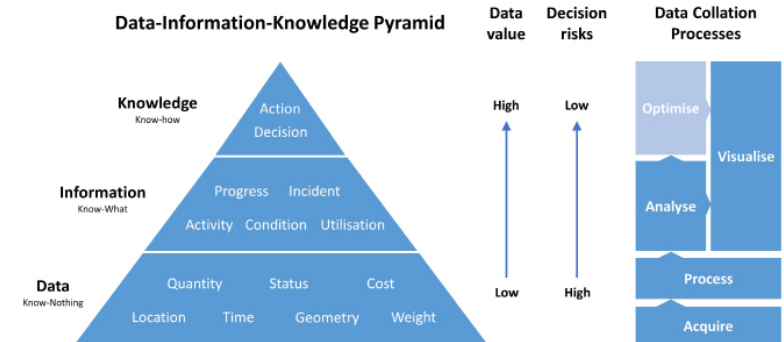 Data-Information-Knowledge Pyramid
Data
value
Decision
risks
Data Collation
Processes
Knowledge
Know-how
Action
Decision
High
Low
Optimise
Visualise
Information
Know-What
Progress Incident
Activity Condition Utilisation
Analyse
Data
Know-Nothing
Quantity Status Cost
Location Time Geometry Weight
Low
High
Process
Acquire